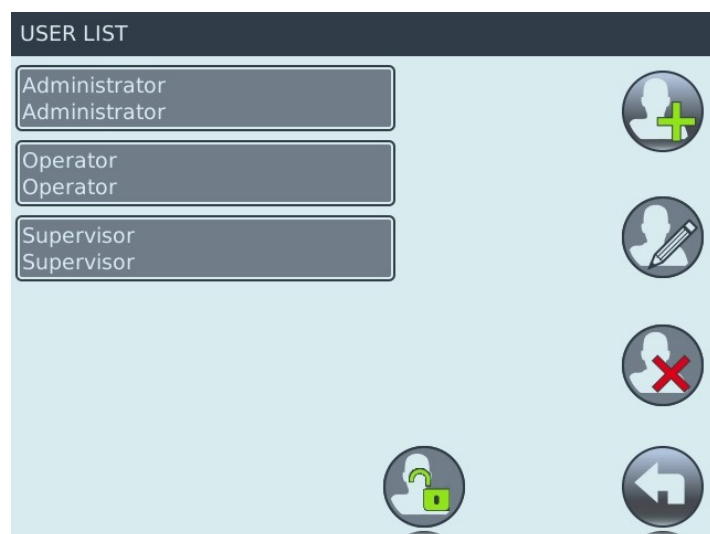 USER LIST
Administrator
Administrator
Operator
Operator
Supervisor
Supervisor